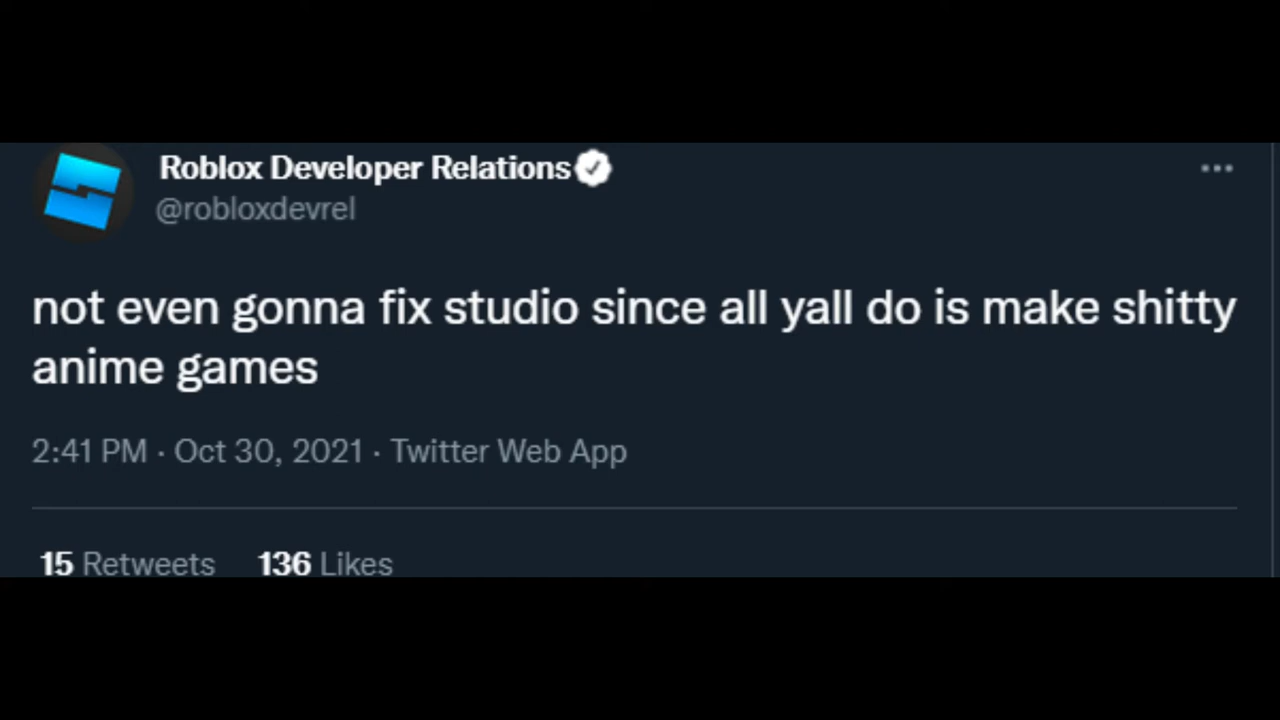 Roblox Developer Relations
@robloxdevrel
not even gonna fix studio since all yall do is make shitty
anime games
2:41 PM · Oct 30, 2021 · Twitter Web App
15 Retweets 136 Likes